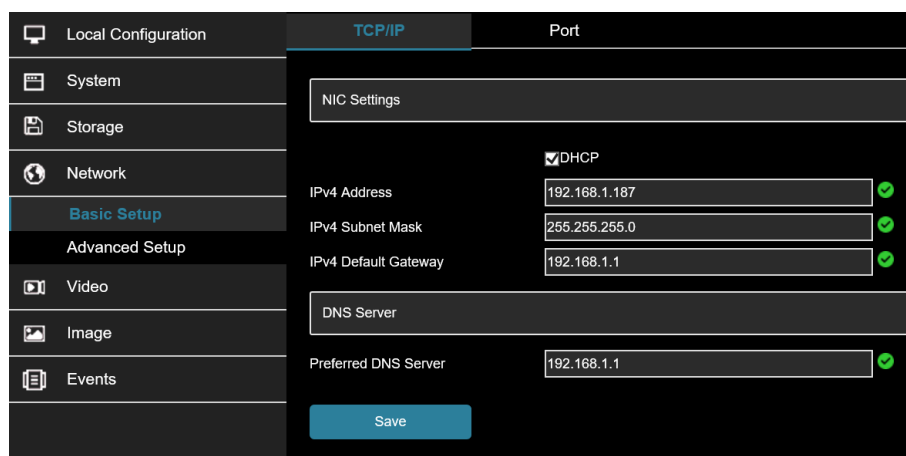 Local Configuration
System
Storage
Network
Basic Setup
Advanced Setup
Video
Image
Events
TCP/IP Port
NIC Settings
DHCP
IPv4 Address 192.168.1.187
IPv4 Subnet Mask 255.255.255.0
IPv4 Default Gateway 192.168.1.1
DNS Server
Preferred DNS Server 192.168.1.1
Save